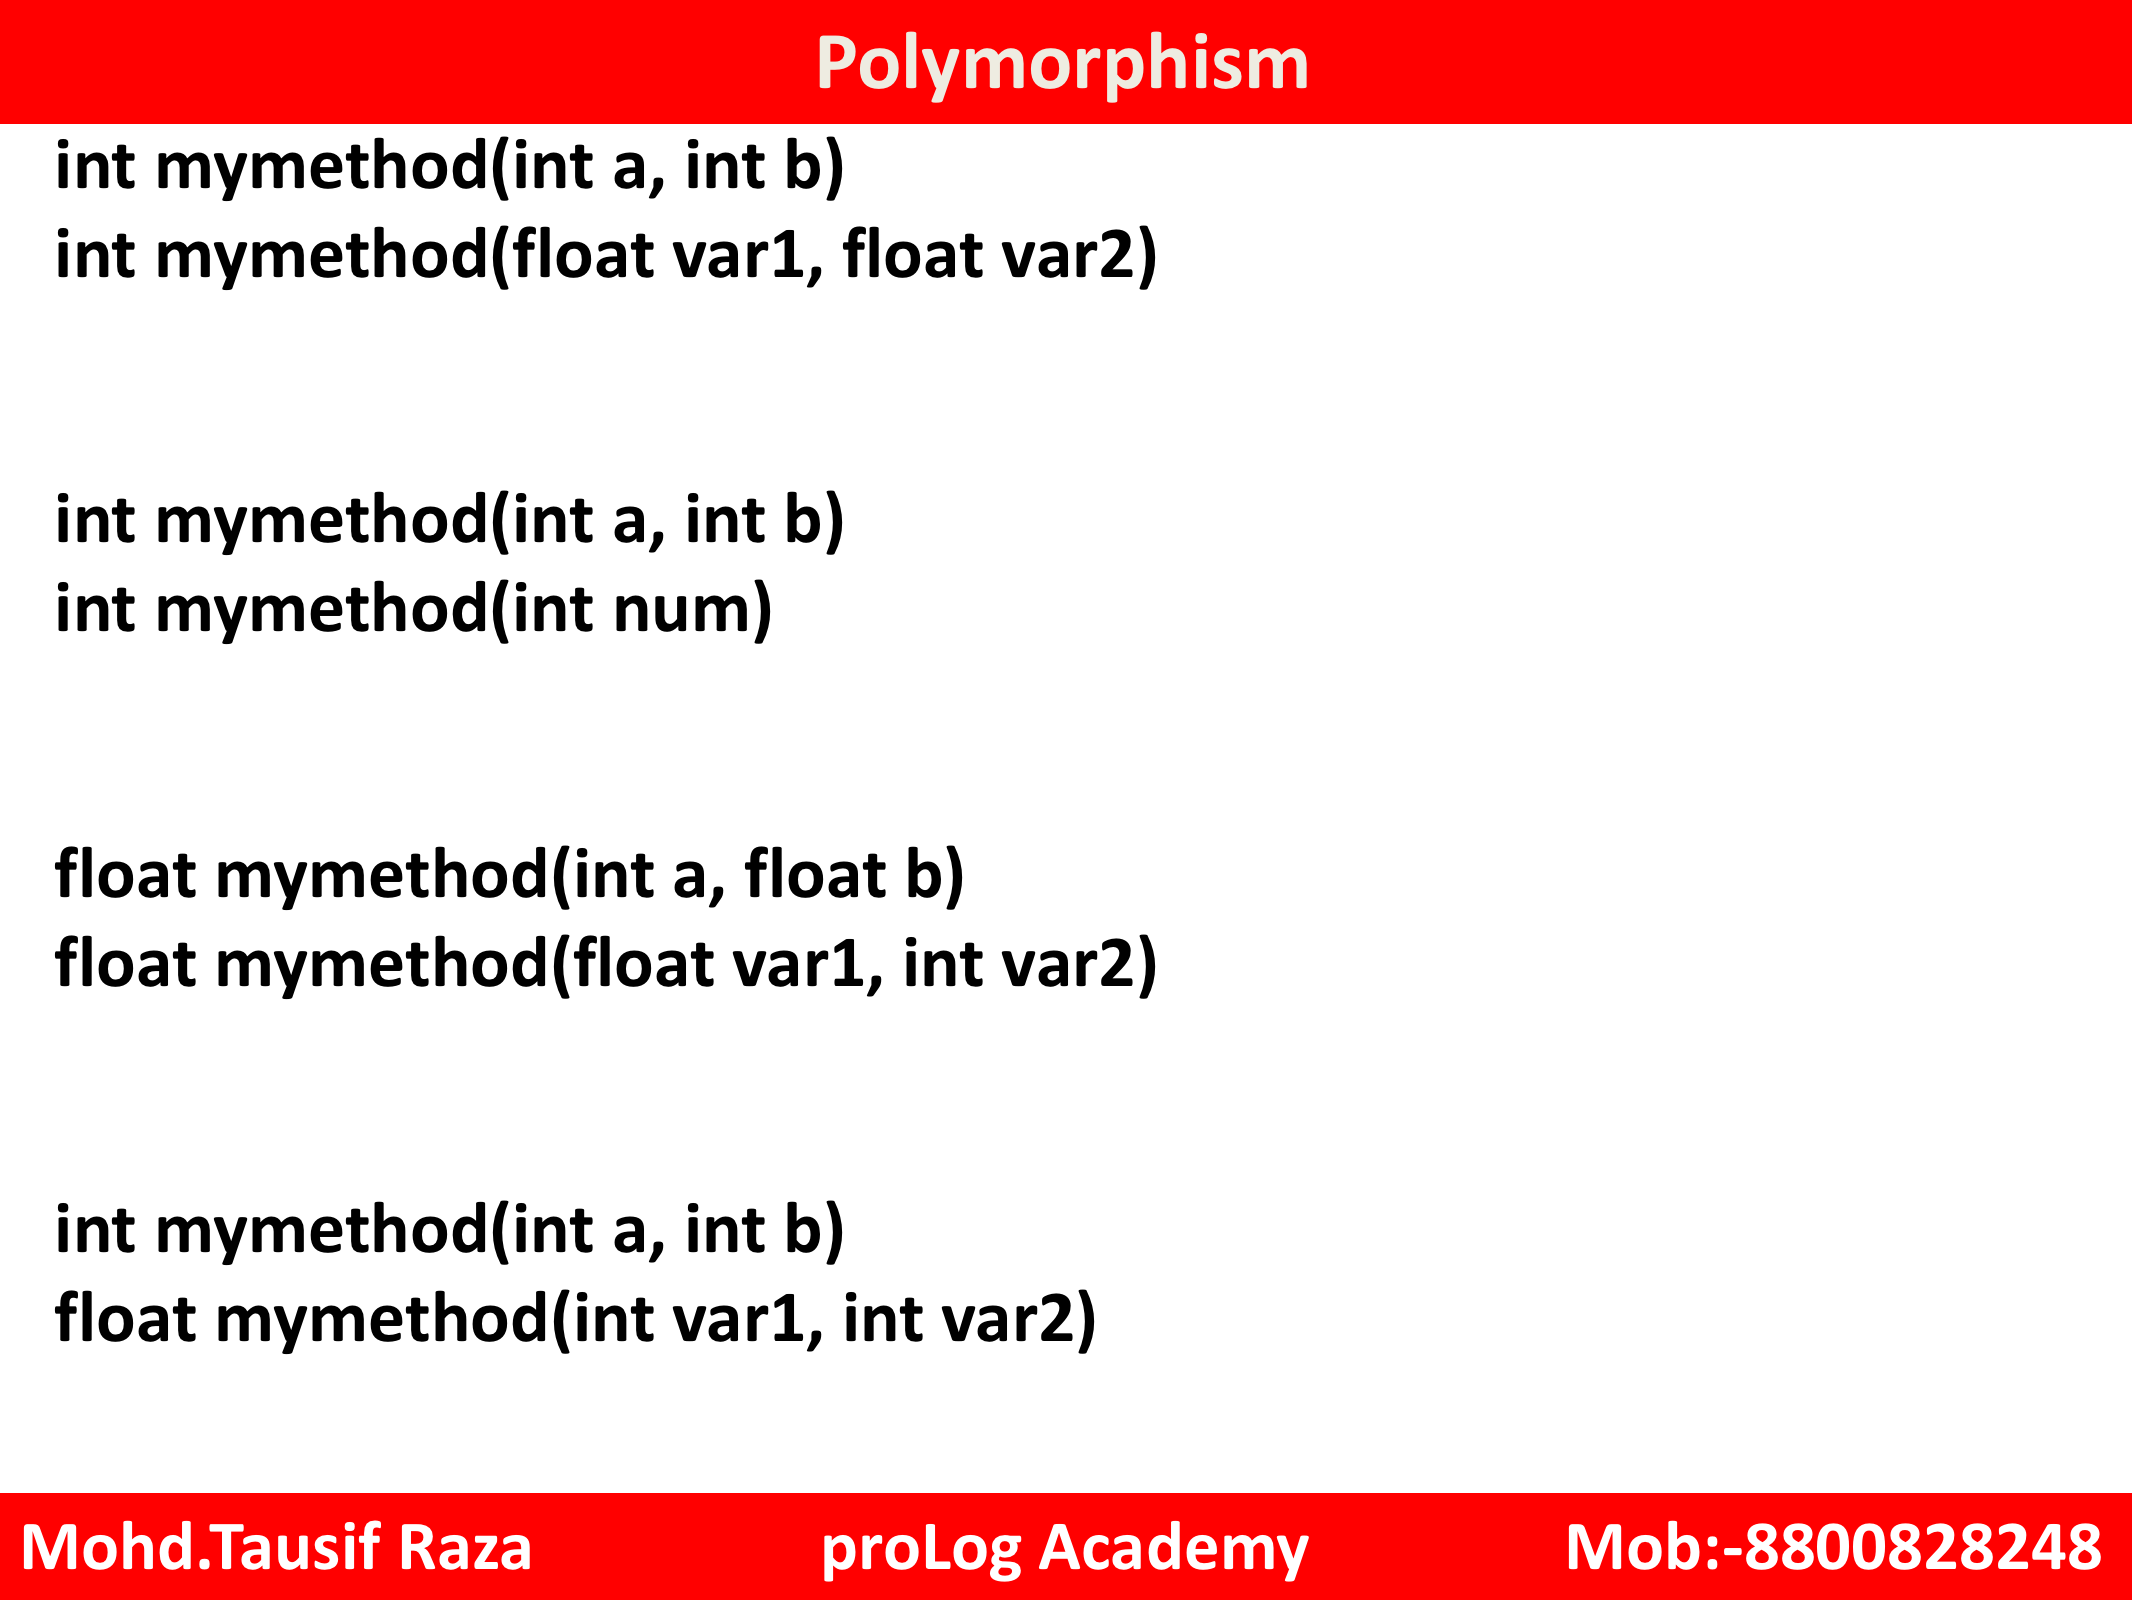 Polymorphism
int mymethod(int a, int b)
int mymethod(float var1, float var2)
int mymethod(int a, int b)
int mymethod(int num)
float mymethod(int a, float b)
float mymethod(float var1, int var2)
int mymethod(int a, int b)
float mymethod(int var1, int var2)
Mohd.Tausif Raza proLog Academy Mob:-8800828248